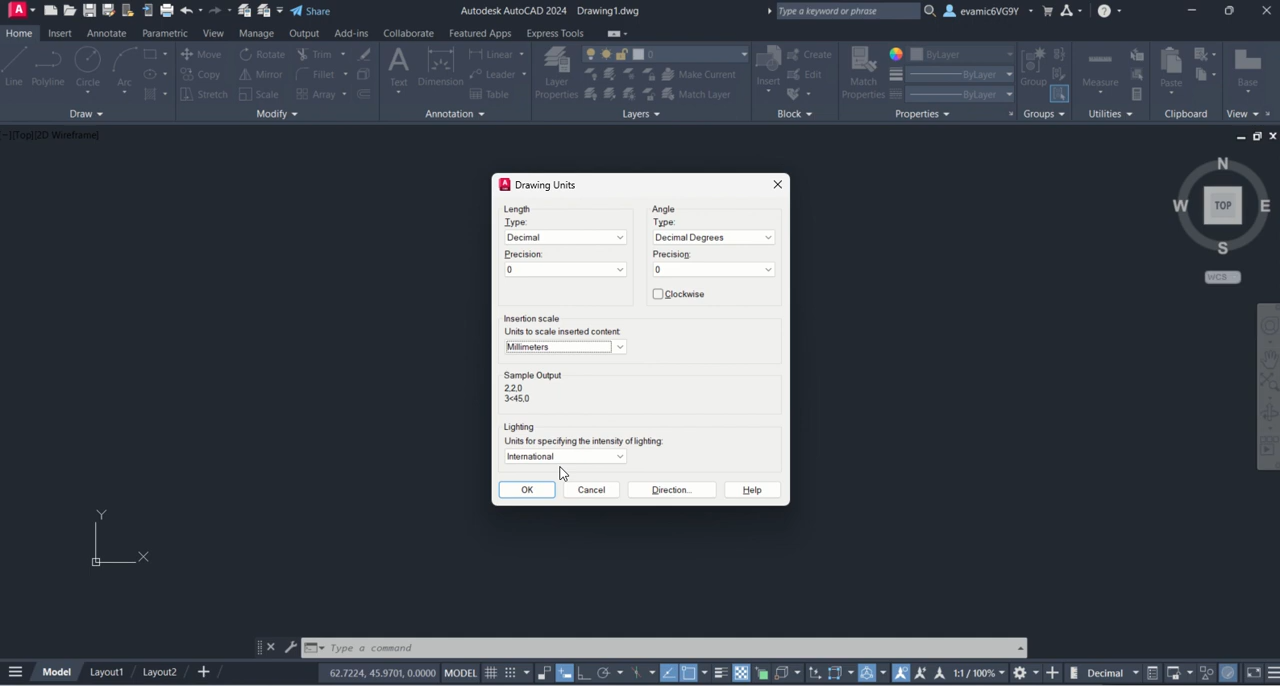 Share
Autodesk AutoCAD 2024 Drawing1.dwg
Type a keyword or phrase
evamic6VG9Y
Home Insert Annotate Parametric View Manage Output Add-ins Collaborate Featured Apps Express Tools
Line Polyline Circle Arc
Move Rotate Trim
Copy Mirror Fillet
Stretch Scale Array
Text Dimension
Linear
Leader
Table
Layer Properties
0
Make Current
Match Layer
Insert
Create
Edit
Match Properties
ByLayer
ByLayer
ByLayer
Group
Measure
Paste
Base
Draw Modify Annotation Layers Block Properties Groups Utilities Clipboard View
[−][Top][2D Wireframe]
N
W TOP E
S
WCS
Drawing Units
Length
Type:
Decimal
Precision:
0
Angle
Type:
Decimal Degrees
Precision:
0
Clockwise
Insertion scale
Units to scale inserted content:
Millimeters
Sample Output
2,2,0
3<45,0
Lighting
Units for specifying the intensity of lighting:
International
OK Cancel Direction... Help
Y
X
Type a command
Model Layout1 Layout2
62.7224, 45.9701, 0.0000 MODEL
1:1 / 100%
Decimal